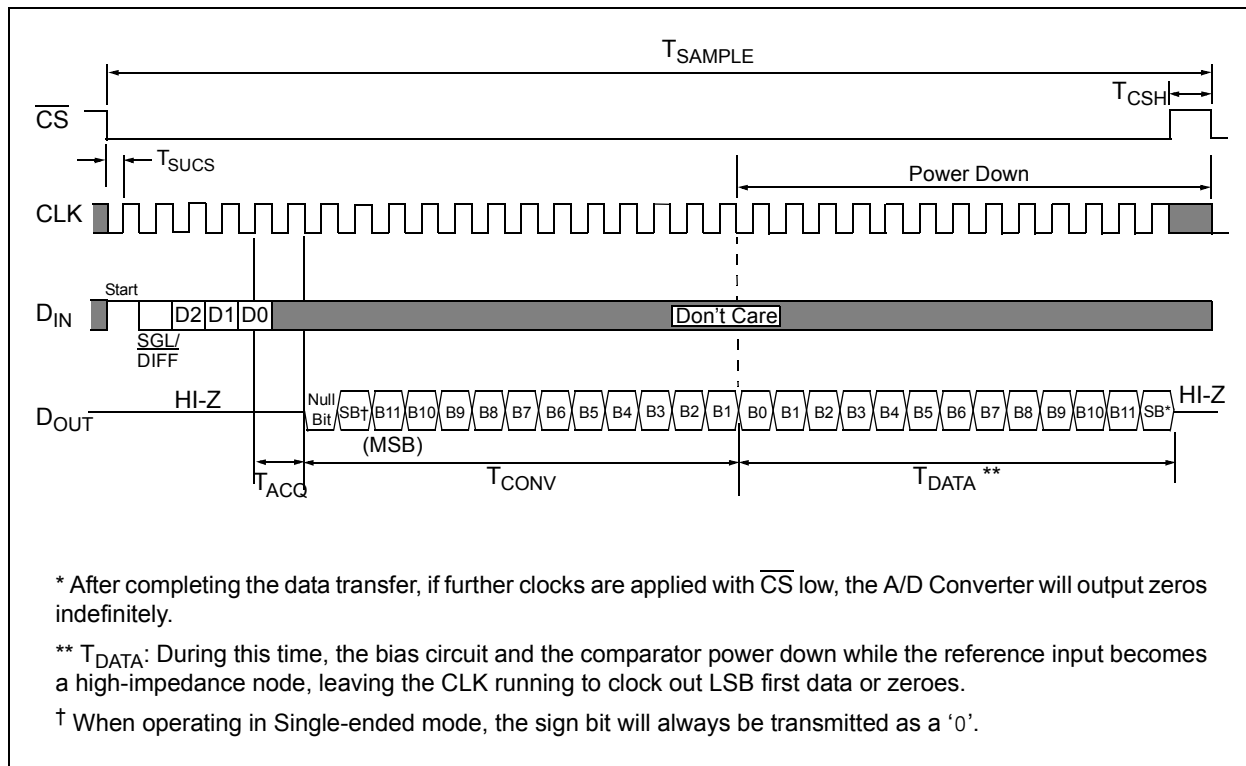 TSAMPLE
TCSH
CS
TSUCS
Power Down
CLK
Start
DIN
D2 D1 D0
Don't Care
SGL/
DIFF
HI-Z
DOUT
Null
Bit
SB† B11 B10 B9 B8 B7 B6 B5 B4 B3 B2 B1 B0 B1 B2 B3 B4 B5 B6 B7 B8 B9 B10 B11 SB*
HI-Z
(MSB)
TACQ
TCONV
TDATA **
* After completing the data transfer, if further clocks are applied with CS low, the A/D Converter will output zeros
indefinitely.
** TDATA: During this time, the bias circuit and the comparator power down while the reference input becomes
a high-impedance node, leaving the CLK running to clock out LSB first data or zeroes.
† When operating in Single-ended mode, the sign bit will always be transmitted as a '0'.